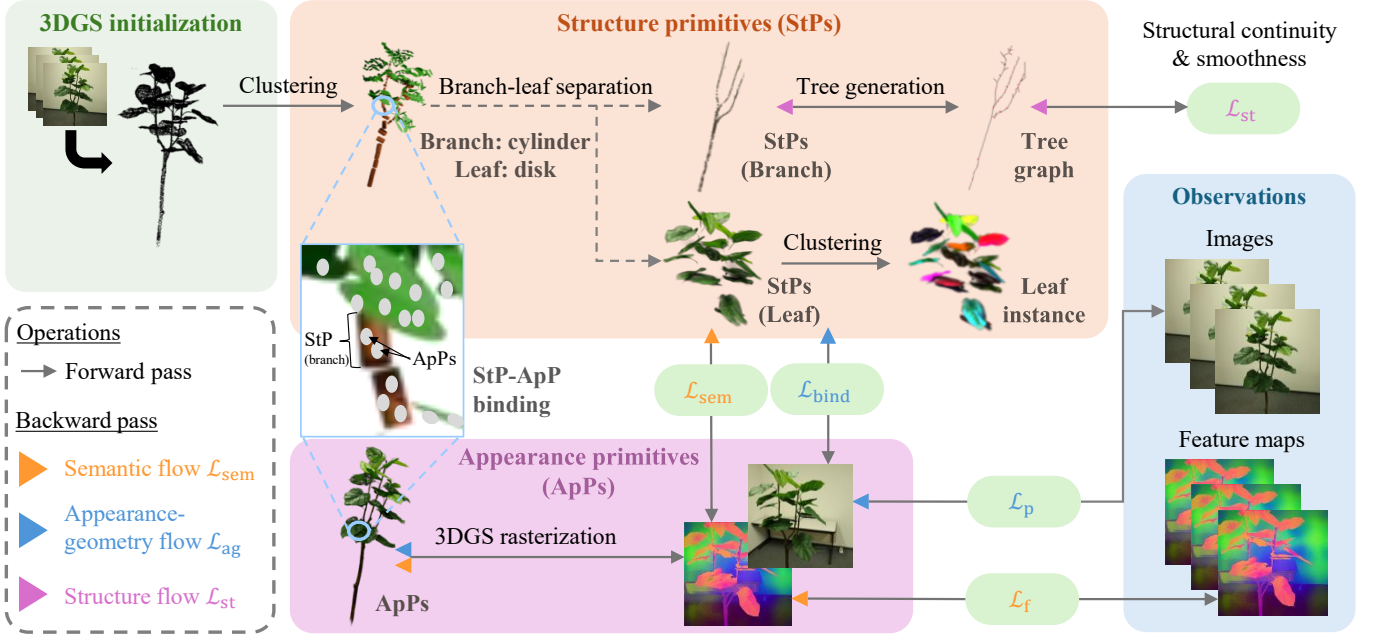 3DGS initialization
Clustering
Structure primitives (StPs)
Branch-leaf separation
Branch: cylinder
Leaf: disk
StPs
(Branch)
Tree generation
Tree
graph
Structural continuity
& smoothness
ℒst
StPs
(Leaf)
Clustering
Leaf
instance
Observations
Images
Feature maps
Operations
Forward pass
Backward pass
Semantic flow ℒsem
Appearance-
geometry flow ℒag
Structure flow ℒst
StP
(branch)
ApPs
StP-ApP
binding
ℒsem
ℒbind
Appearance primitives
(ApPs)
3DGS rasterization
ApPs
ℒp
ℒf